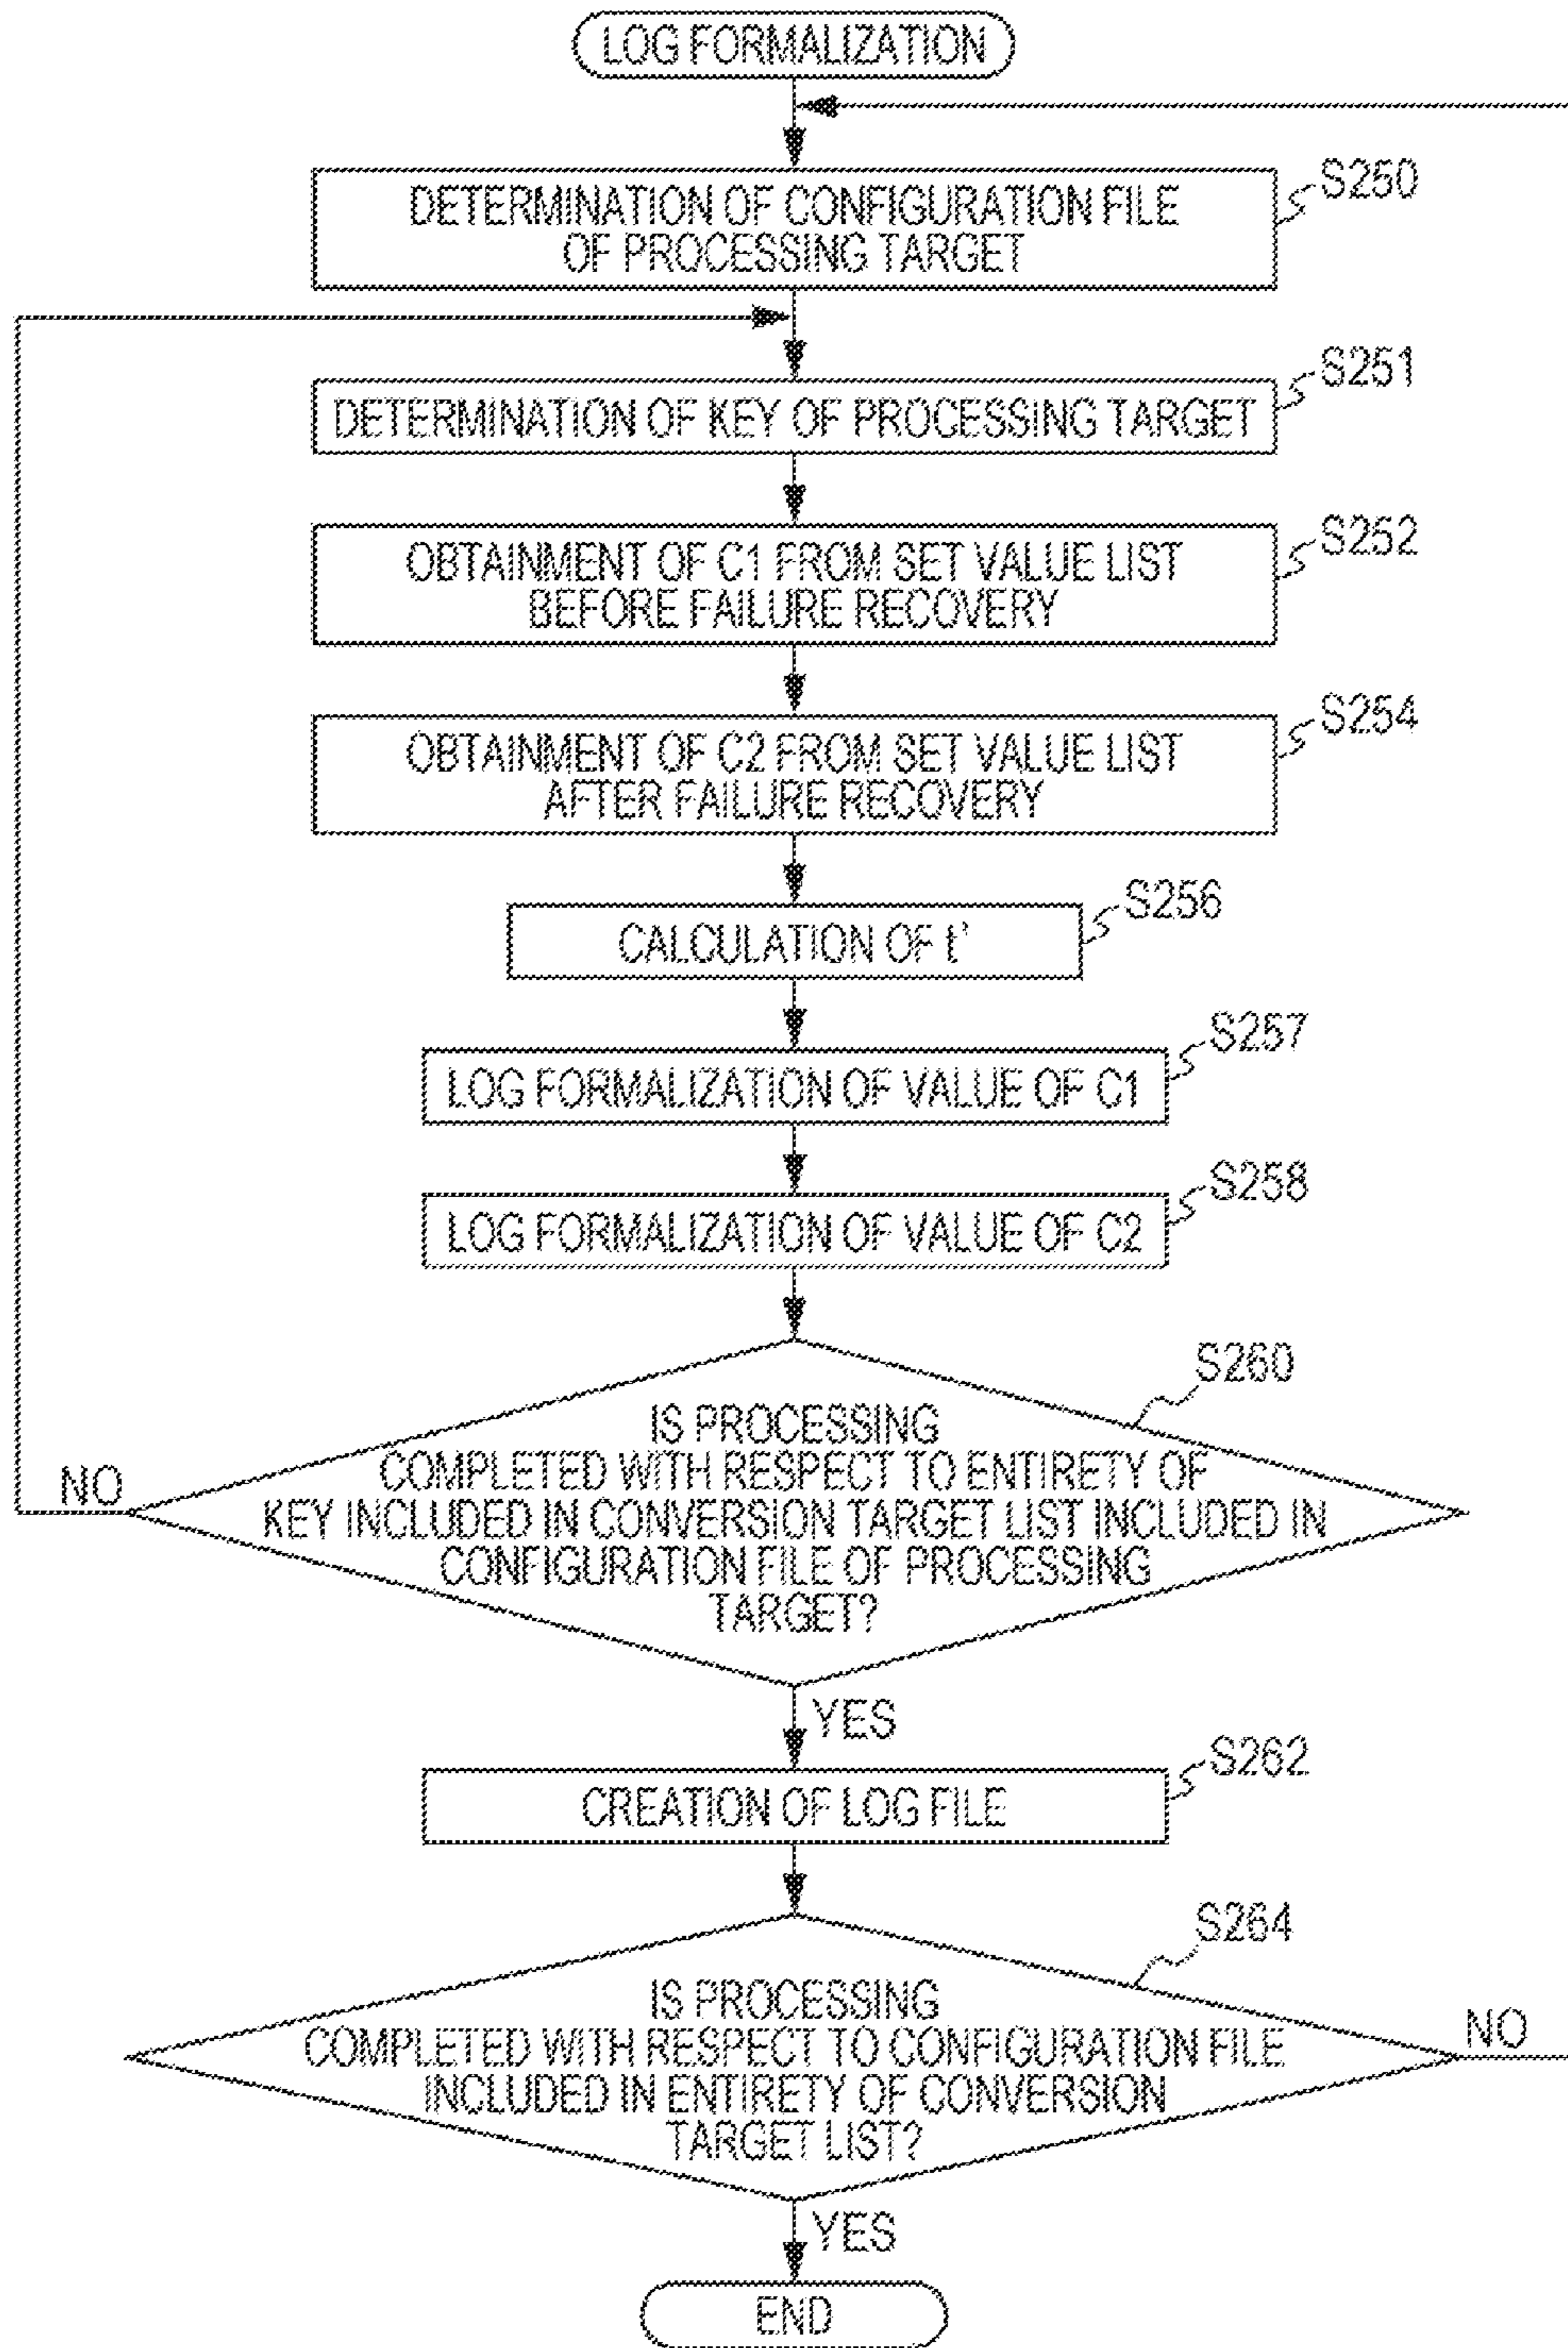 LOG FORMALIZATION
S250
DETERMINATION OF CONFIGURATION FILE
OF PROCESSING TARGET
S251
DETERMINATION OF KEY OF PROCESSING TARGET
S252
OBTAINMENT OF C1 FROM SET VALUE LIST
BEFORE FAILURE RECOVERY
S254
OBTAINMENT OF C2 FROM SET VALUE LIST
AFTER FAILURE RECOVERY
S256
CALCULATION OF t'
S257
LOG FORMALIZATION OF VALUE OF C1
S258
LOG FORMALIZATION OF VALUE OF C2
S260
IS PROCESSING
COMPLETED WITH RESPECT TO ENTIRETY OF
KEY INCLUDED IN CONVERSION TARGET LIST INCLUDED IN
CONFIGURATION FILE OF PROCESSING
TARGET?
NO
YES
S262
CREATION OF LOG FILE
S264
IS PROCESSING
COMPLETED WITH RESPECT TO CONFIGURATION FILE
INCLUDED IN ENTIRETY OF CONVERSION
TARGET LIST?
NO
YES
END